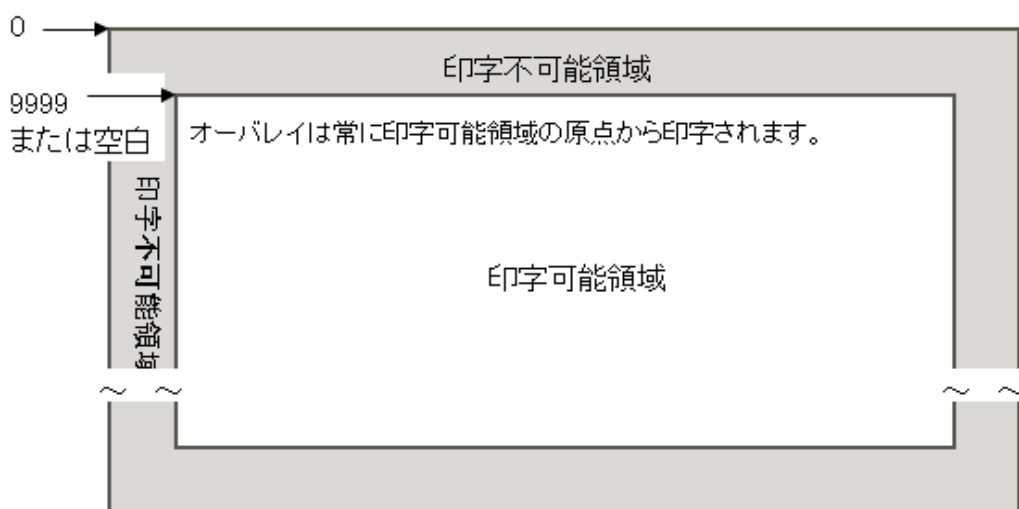 0
印字不可能領域
9999
または空白
オーバレイは常に印字可能領域の原点から印字されます。
印字不可能領域
印字可能領域
～ ～ ～ ～